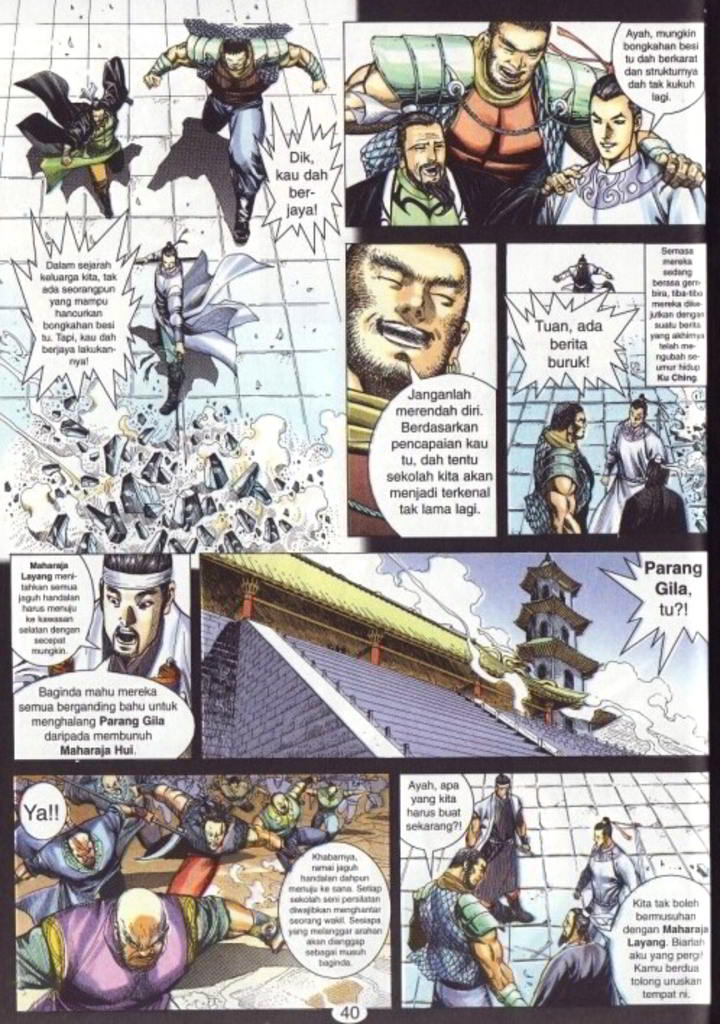 Dik,
kau dah
ber-
jaya!
Dalam sejarah
keluarga kita, tak
ada seorangpun
yang mampu
hancurkan
bongkahan besi
tu. Tapi, kau dah
berjaya lakukan-
nya!
Ayah, mungkin
bongkahan besi
tu dah berkarat
dan strukturnya
dah tak kukuh
lagi.
Janganlah
merendah diri.
Berdasarkan
pencapaian kau
tu, dah tentu
sekolah kita akan
menjadi terkenal
tak lama lagi.
Semasa
mereka
sedang
berasa gem-
bira, tiba-tiba
mereka dike-
jutkan dengan
suatu berita
yang akhirnya
telah me-
ngubah se-
umur hidup
Ku Ching.
Tuan, ada
berita
buruk!
Maharaja
Layang meni-
tahkan semua
jaguh handalan
harus menuju
ke kawasan
selatan dengan
secepat
mungkin.
Baginda mahu mereka
semua berganding bahu untuk
menghalang Parang Gila
daripada membunuh
Maharaja Hui.
Parang
Gila,
tu?!
Ya!!
Khabarnya,
ramai jaguh
handalan dahpun
menuju ke sana. Setiap
sekolah seni persilatan
diwajibkan menghantar
seorang wakil. Sesiapa
yang melanggar arahan
akan dianggap
sebagai musuh
baginda.
Ayah, apa
yang kita
harus buat
sekarang?!
Kita tak boleh
bermusuhan
dengan Maharaja
Layang. Biarlah
aku yang pergi.
Kamu berdua
tolong uruskan
tempat ni.
40